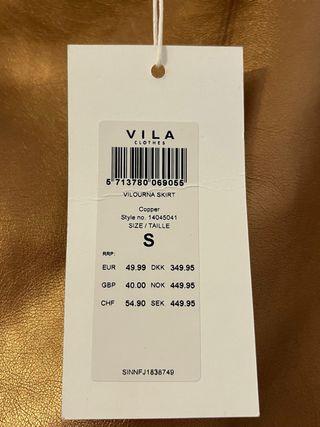 VILA
CLOTHES
5 713780 069055
VILOURNA SKIRT
Copper
Style no. 14045041
SIZE / TAILLE
S
RRP:
EUR 49.99 DKK 349.95
GBP 40.00 NOK 449.95
CHF 54.90 SEK 449.95
SINNFJ1838749